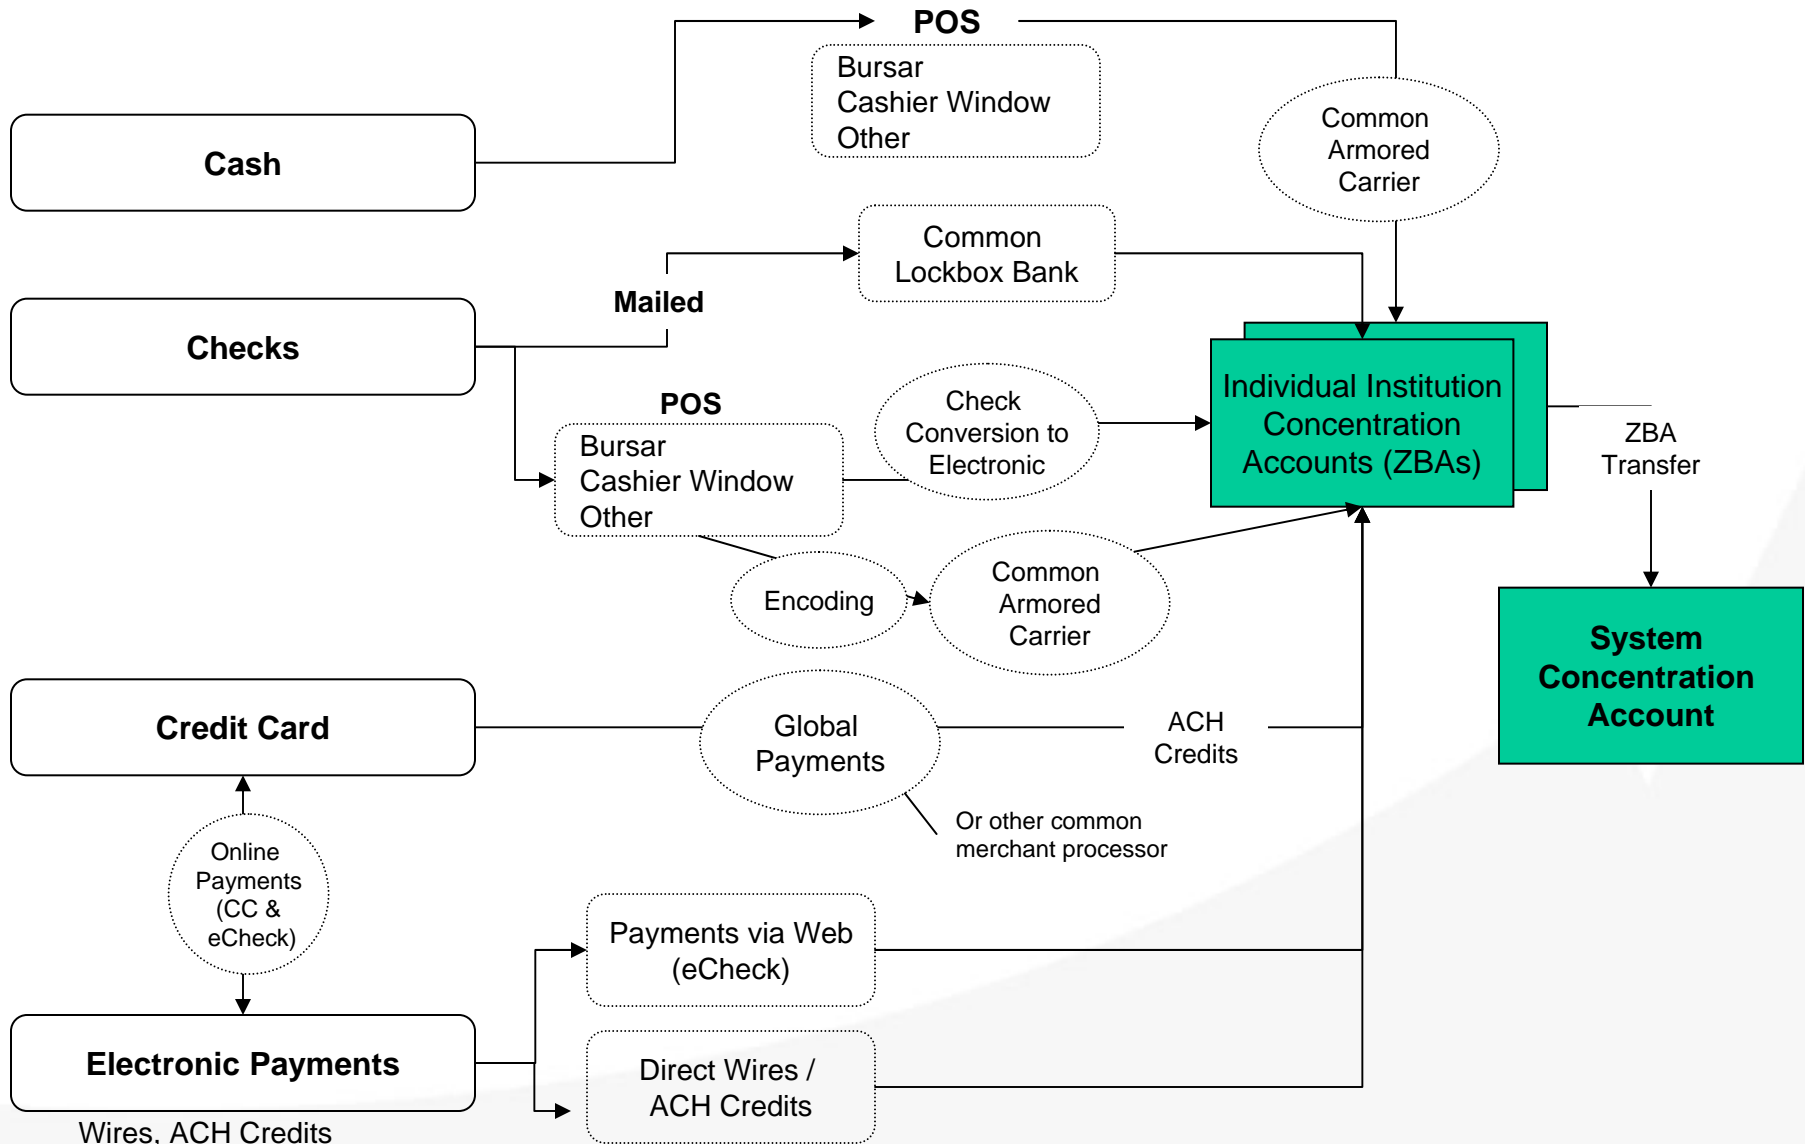 POS
Bursar
Cashier Window
Other
Cash
Common
Armored
Carrier
Common
Lockbox Bank
Mailed
Checks
POS
Bursar
Cashier Window
Other
Check
Conversion to
Electronic
Individual Institution
Concentration
Accounts (ZBAs)
ZBA
Transfer
Encoding
Common
Armored
Carrier
System
Concentration
Account
Credit Card
Global
Payments
ACH
Credits
Or other common
merchant processor
Online
Payments
(CC &
eCheck)
Payments via Web
(eCheck)
Electronic Payments
Direct Wires /
ACH Credits
Wires, ACH Credits